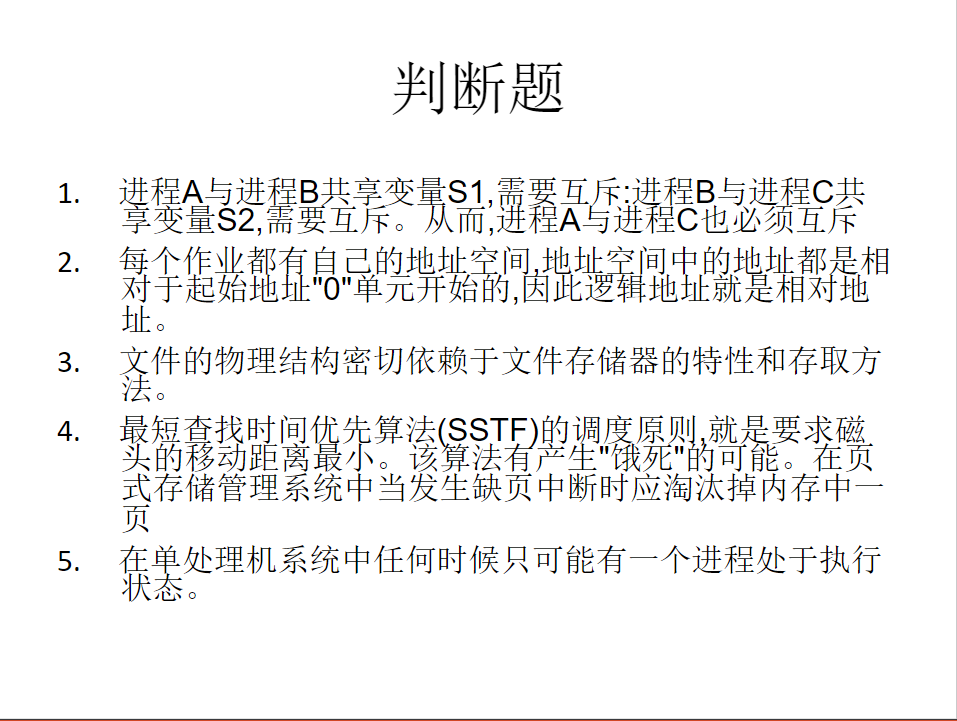 判断题
1. 进程A与进程B共享变量S1,需要互斥:进程B与进程C共
享变量S2,需要互斥。从而,进程A与进程C也必须互斥
2. 每个作业都有自己的地址空间,地址空间中的地址都是相
对于起始地址"0"单元开始的,因此逻辑地址就是相对地
址。
3. 文件的物理结构密切依赖于文件存储器的特性和存取方
法。
4. 最短查找时间优先算法(SSTF)的调度原则,就是要求磁
头的移动距离最小。该算法有产生"饿死"的可能。在页
式存储管理系统中当发生缺页中断时应淘汰掉内存中一
页
5. 在单处理机系统中任何时候只可能有一个进程处于执行
状态。